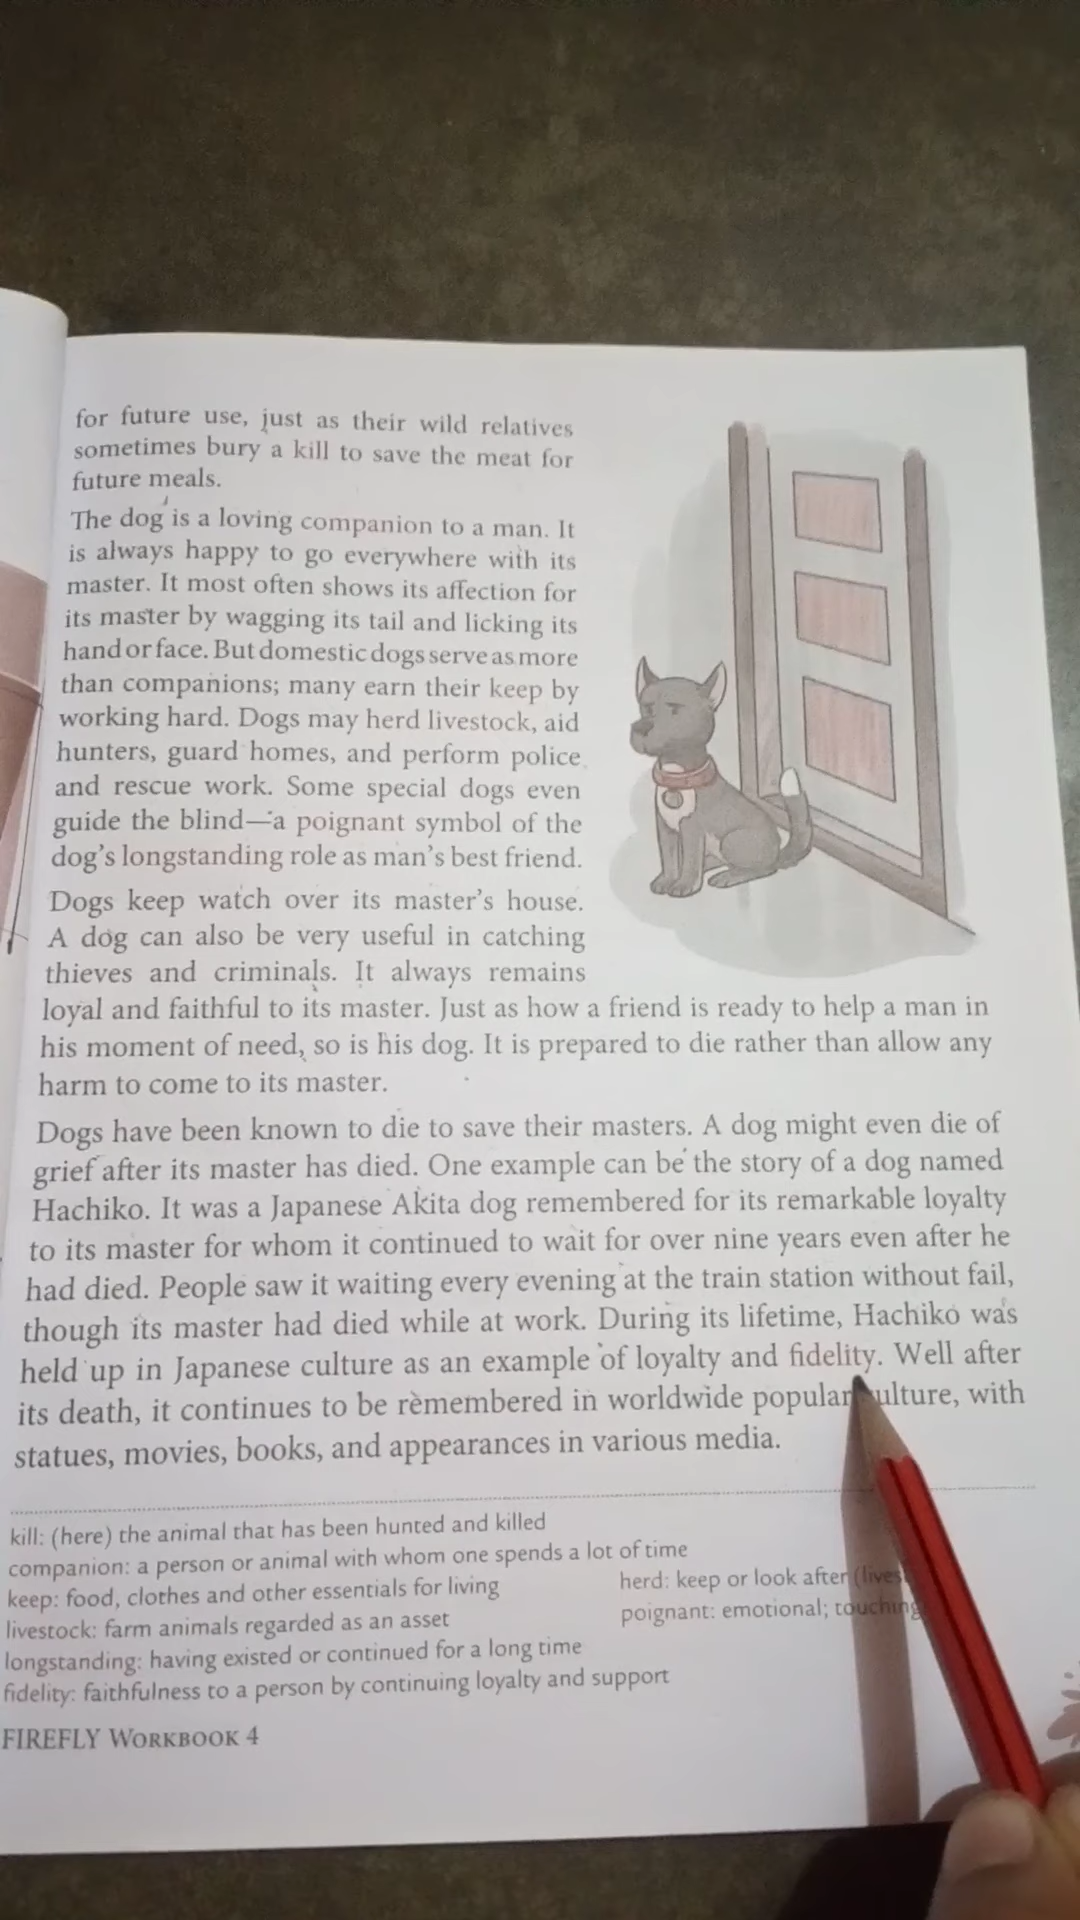 for future use, just as their wild relatives
sometimes bury a kill to save the meat for
future meals.
The dog is a loving companion to a man. It
is always happy to go everywhere with its
master. It most often shows its affection for
its master by wagging its tail and licking its
hand or face. But domestic dogs serve as more
than companions; many earn their keep by
working hard. Dogs may herd livestock, aid
hunters, guard homes, and perform police
and rescue work. Some special dogs even
guide the blind—a poignant symbol of the
dog's longstanding role as man's best friend.
Dogs keep watch over its master's house.
A dog can also be very useful in catching
thieves and criminals. It always remains
loyal and faithful to its master. Just as how a friend is ready to help a man in
his moment of need, so is his dog. It is prepared to die rather than allow any
harm to come to its master.
Dogs have been known to die to save their masters. A dog might even die of
grief after its master has died. One example can be the story of a dog named
Hachiko. It was a Japanese Akita dog remembered for its remarkable loyalty
to its master for whom it continued to wait for over nine years even after he
had died. People saw it waiting every evening at the train station without fail,
though its master had died while at work. During its lifetime, Hachiko was
held up in Japanese culture as an example of loyalty and fidelity. Well after
its death, it continues to be remembered in worldwide popular ulture, with
statues, movies, books, and appearances in various media.
kill: (here) the animal that has been hunted and killed
companion: a person or animal with whom one spends a lot of time
keep: food, clothes and other essentials for living herd: keep or look after
livestock: farm animals regarded as an asset poignant: emotional; touching
longstanding: having existed or continued for a long time
fidelity: faithfulness to a person by continuing loyalty and support
FIREFLY WORKBOOK 4